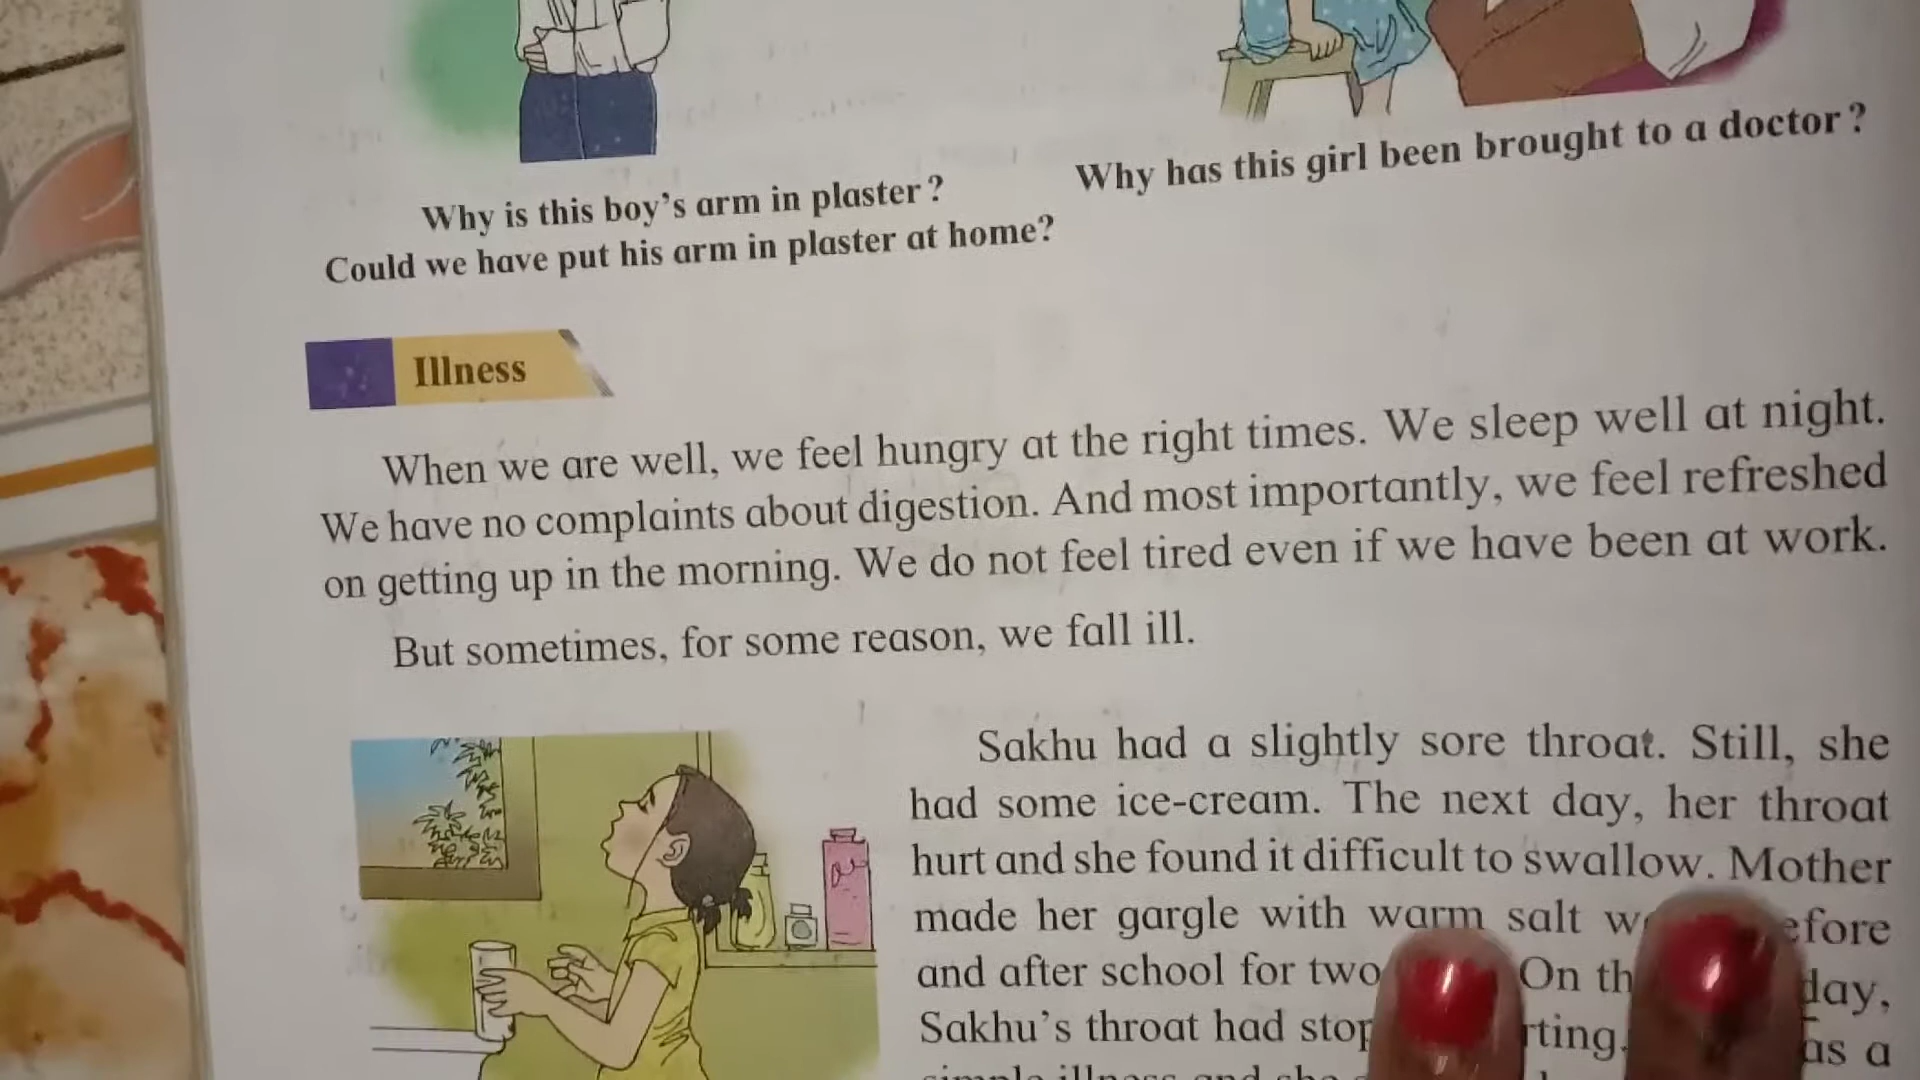 Why is this boy's arm in plaster?
Could we have put his arm in plaster at home?
Why has this girl been brought to a doctor?
Illness
When we are well, we feel hungry at the right times. We sleep well at night.
We have no complaints about digestion. And most importantly, we feel refreshed
on getting up in the morning. We do not feel tired even if we have been at work.
But sometimes, for some reason, we fall ill.
Sakhu had a slightly sore throat. Still, she
had some ice-cream. The next day, her throat
hurt and she found it difficult to swallow. Mother
made her gargle with warm salt
and after school for two On day,
Sakhu's throat had
simple illness and she